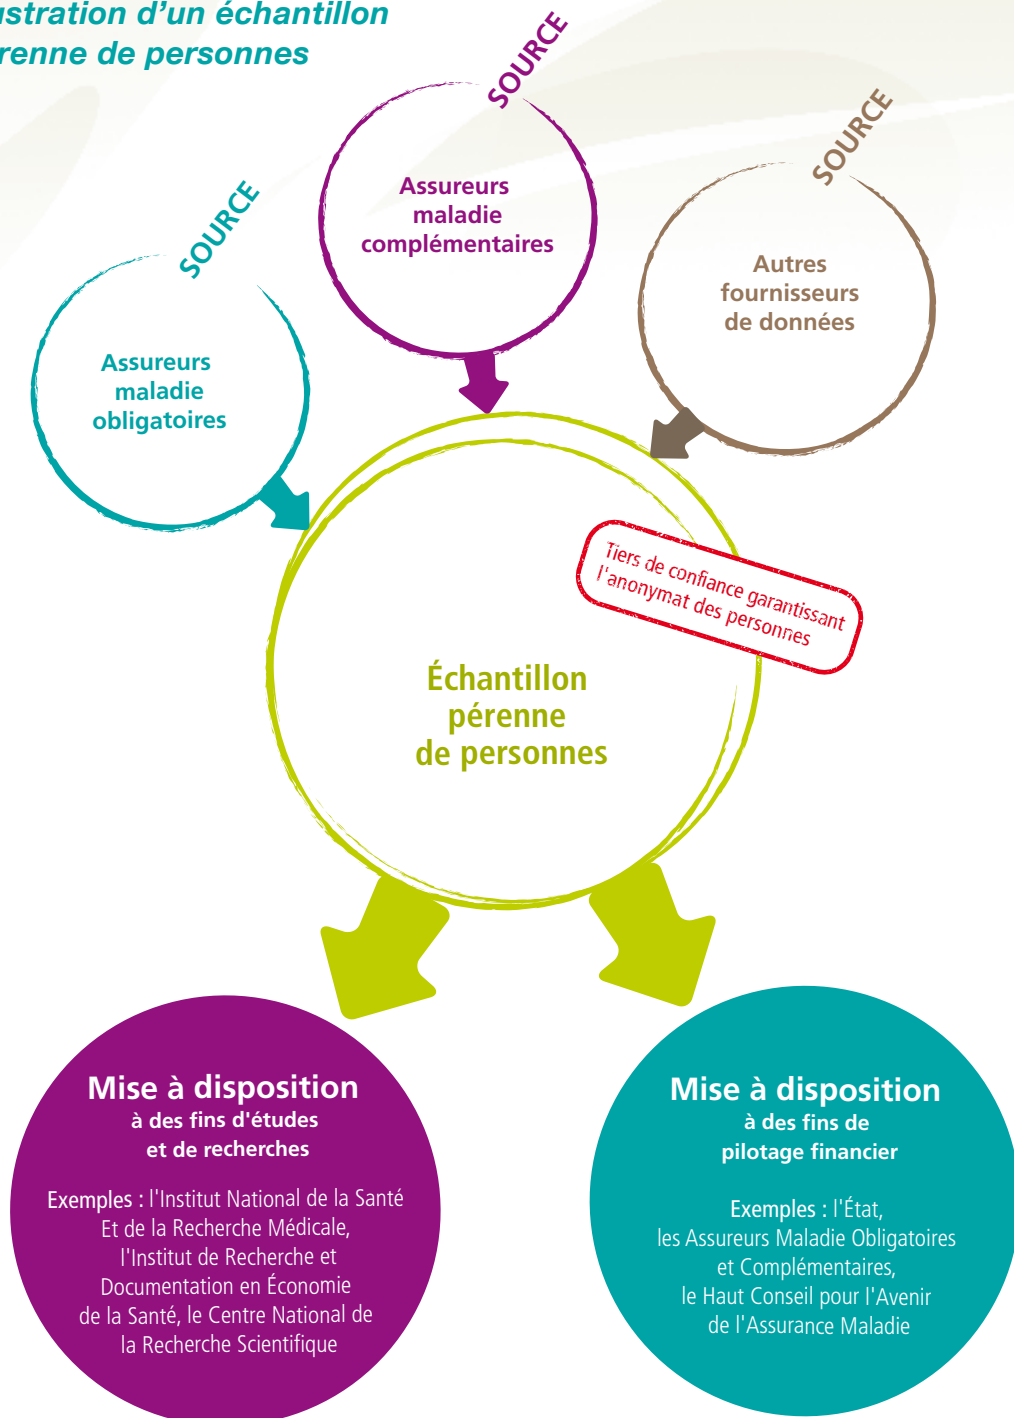 ustration d'un échantillon
renne de personnes
SOURCE
Assureurs
maladie
complémentaires
SOURCE
Autres
fournisseurs
de données
SOURCE
Assureurs
maladie
obligatoires
Tiers de confiance garantissant
l'anonymat des personnes
Échantillon
pérenne
de personnes
Mise à disposition
à des fins d'études
et de recherches
Exemples : l'Institut National de la Santé
Et de la Recherche Médicale,
l'Institut de Recherche et
Documentation en Économie
de la Santé, le Centre National de
la Recherche Scientifique
Mise à disposition
à des fins de
pilotage financier
Exemples : l'État,
les Assureurs Maladie Obligatoires
et Complémentaires,
le Haut Conseil pour l'Avenir
de l'Assurance Maladie